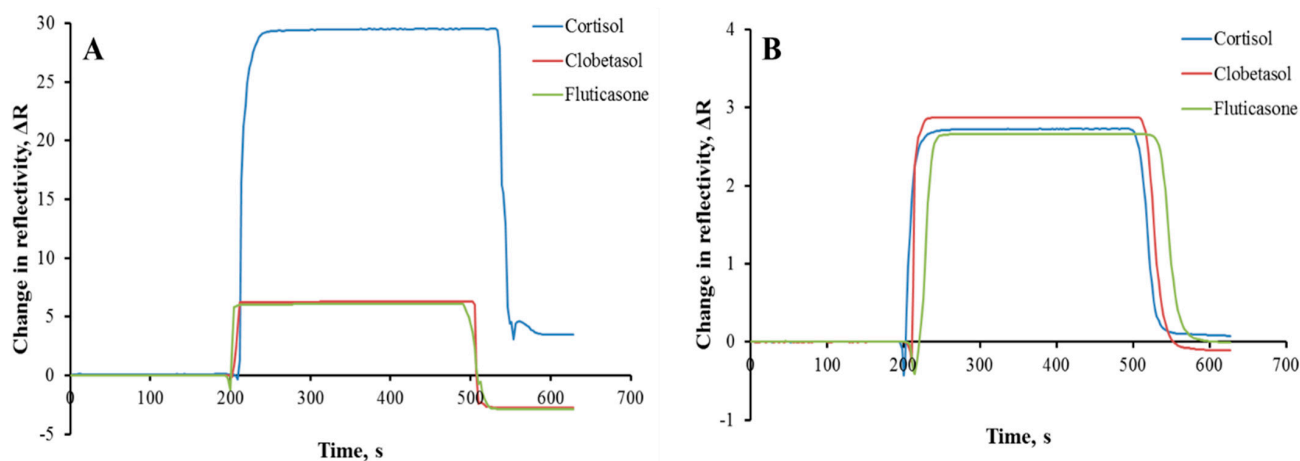 A
Change in reflectivity, ΔR
30
25
20
15
10
5
0
-5
0 100 200 300 400 500 600 700
Time, s
Cortisol
Clobetasol
Fluticasone
B
Change in reflectivity, ΔR
4
3
2
1
0
-1
0 100 200 300 400 500 600 700
Time, s
Cortisol
Clobetasol
Fluticasone